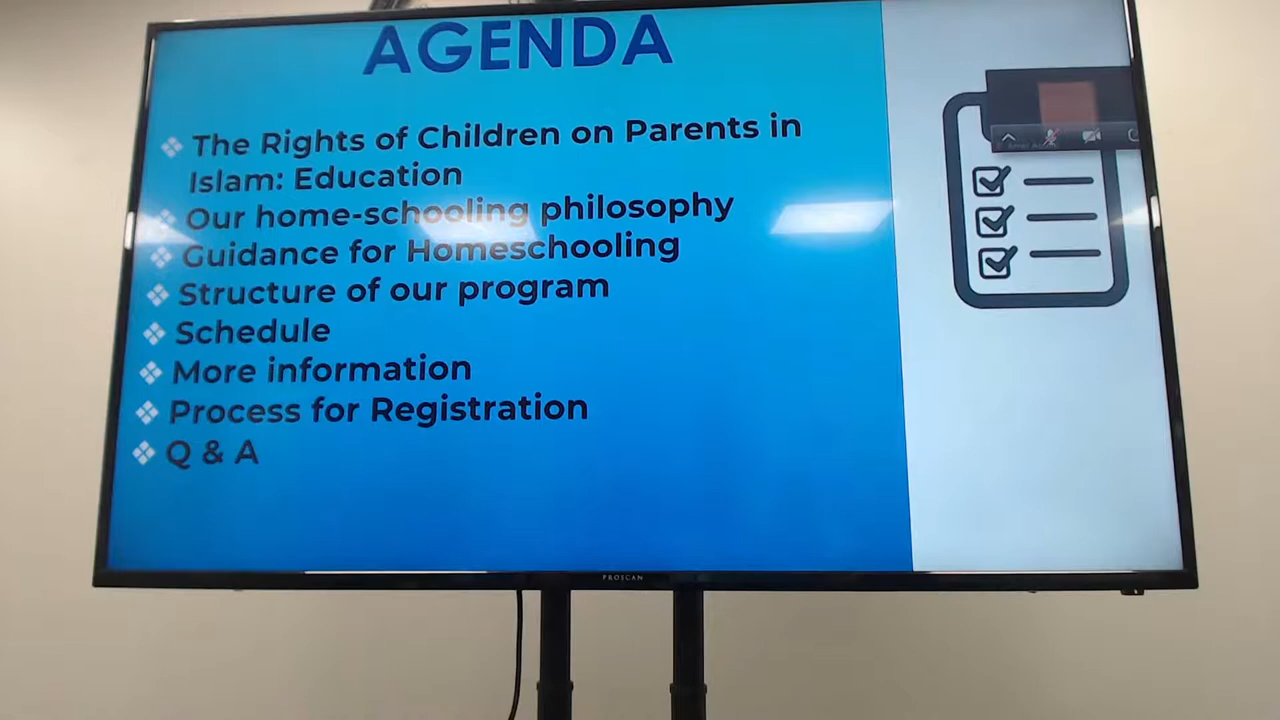 AGENDA
The Rights of Children on Parents in
Islam: Education
Our home-schooling philosophy
Guidance for Homeschooling
Structure of our program
Schedule
More information
Process for Registration
Q & A
PROSCAN